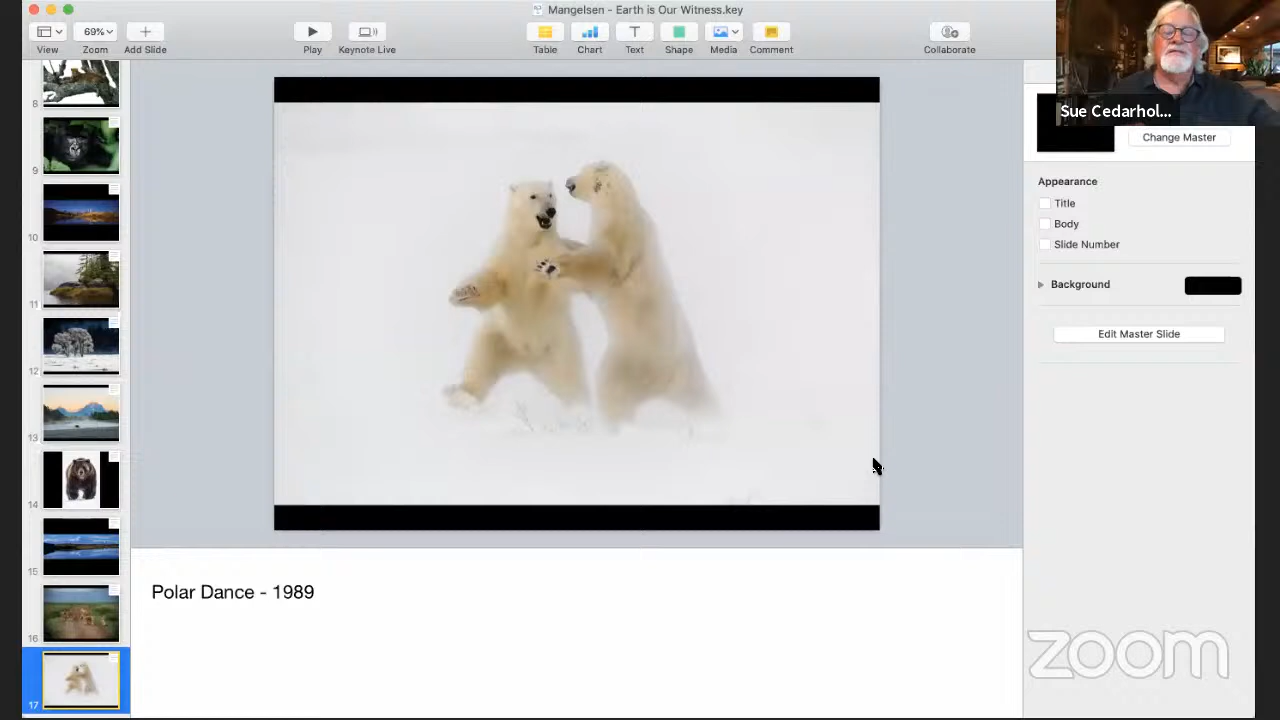 Mangelsen - Earth is Our Witness.key
69%
View
Zoom
Add Slide
Play
Keynote Live
Table
Chart
Text
Shape
Media
Comment
Collaborate
Sue Cedarhol...
Change Master
Appearance
Title
Body
Slide Number
Background
Edit Master Slide
8
9
10
11
12
13
14
15
16
17
Polar Dance - 1989
zoom